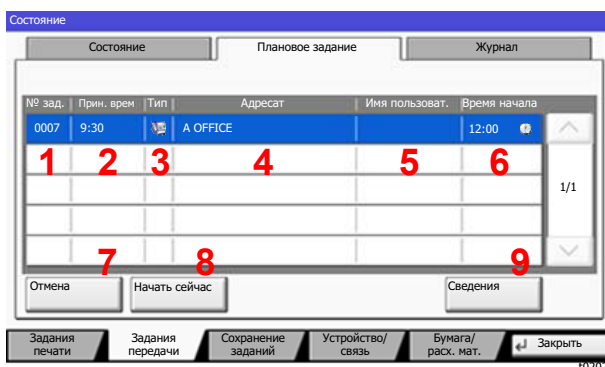 Состояние
Состояние Плановое задание Журнал
№ зад. Прин. врем Тип Адресат Имя пользоват. Время начала
0007 9:30 A OFFICE 12:00
1 2 3 4 5 6
1/1
7 8 9
Отмена Начать сейчас Сведения
Задания печати Задания передачи Сохранение заданий Устройство/ связь Бумага/ расх. мат. Закрыть